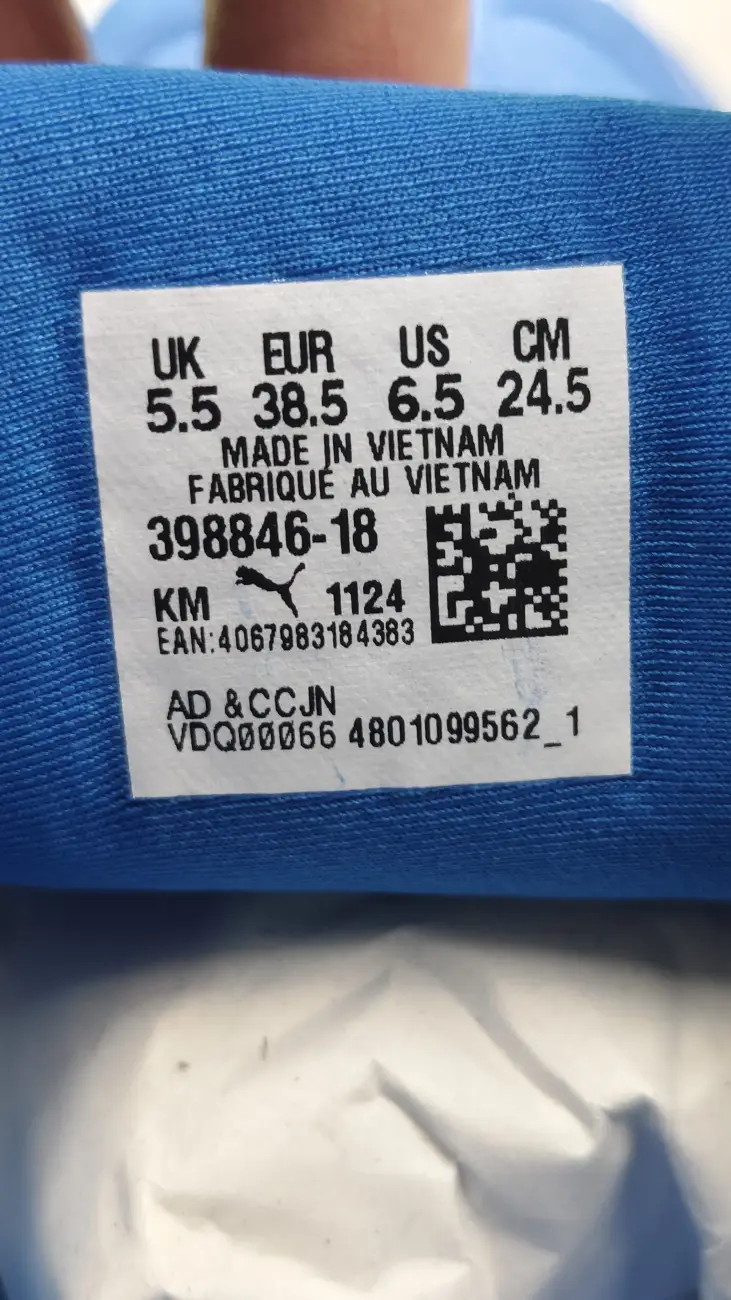 UK EUR US CM
5.5 38.5 6.5 24.5
MADE IN VIETNAM
FABRIQUÉ AU VIETNAM
398846-18
KM 1124
EAN:4067983184383
AD &CCJN
VDQ00066 4801099562_1